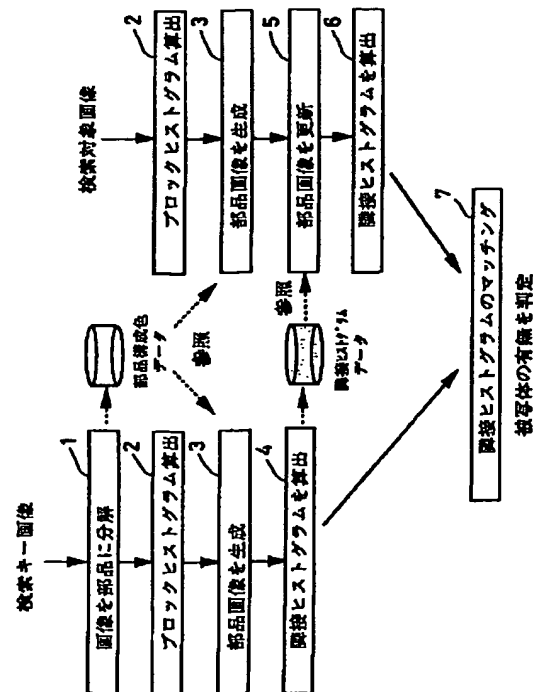 検索キー画像
1
画像を部品に分解
2
ブロックヒストグラム算出
3
部品画像を生成
4
隣接ヒストグラムを算出
部品構成色
データ
参照
参照
隣接ヒストグラム
データ
検索対象画像
2
ブロックヒストグラム算出
3
部品画像を生成
5
部品画像を更新
6
隣接ヒストグラムを算出
7
隣接ヒストグラムのマッチング
被写体の有無を判定